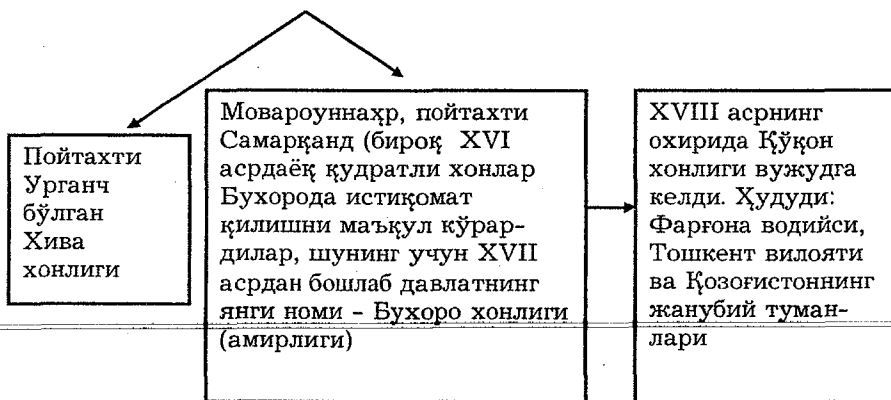 Пойтахти
Урганч
бўлган
Хива
хонлиги
Мовароуннаҳр, пойтахти
Самарқанд (бироқ XVI
асрдаёқ қудратли хонлар
Бухорода истиқомат
қилишни маъқул кўрар-
дилар, шунинг учун XVII
асрдан бошлаб давлатнинг
янги номи - Бухоро хонлиги
(амирлиги)
XVIII асрнинг
охирида Қўқон
хонлиги вужудга
келди. Ҳудуди:
Фарғона водийси,
Тошкент вилояти
ва Қозоғистоннинг
жанубий туман-
лари